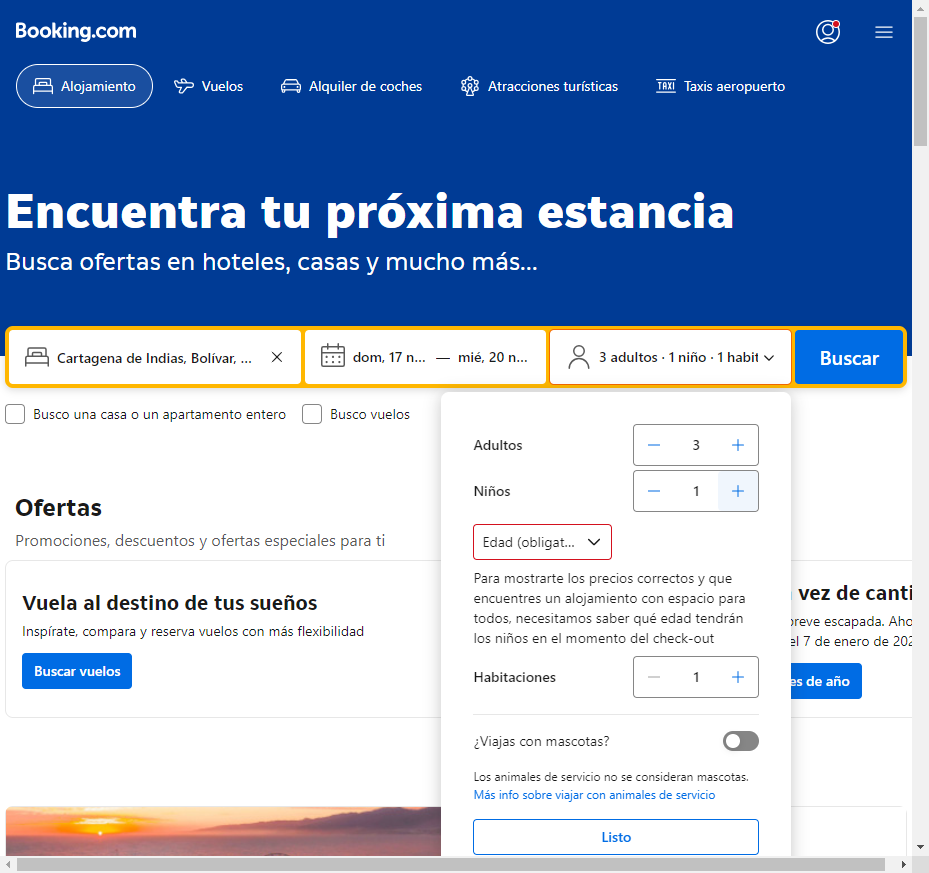 Booking.com
Alojamiento
Vuelos
Alquiler de coches
Atracciones turísticas
TAXI Taxis aeropuerto
Encuentra tu próxima estancia
Busca ofertas en hoteles, casas y mucho más...
Cartagena de Indias, Bolívar, ...
dom, 17 n... — mié, 20 n...
3 adultos · 1 niño · 1 habit
Buscar
Busco una casa o un apartamento entero
Busco vuelos
Adultos
3
Niños
1
Edad (obligat...
Para mostrarte los precios correctos y que
encuentres un alojamiento con espacio para
todos, necesitamos saber qué edad tendrán
los niños en el momento del check-out
Habitaciones
1
¿Viajas con mascotas?
Los animales de servicio no se consideran mascotas.
Más info sobre viajar con animales de servicio
Listo
Ofertas
Promociones, descuentos y ofertas especiales para ti
Vuela al destino de tus sueños
Inspírate, compara y reserva vuelos con más flexibilidad
Buscar vuelos
vez de canti
breve escapada. Aho
el 7 de enero de 202
es de año